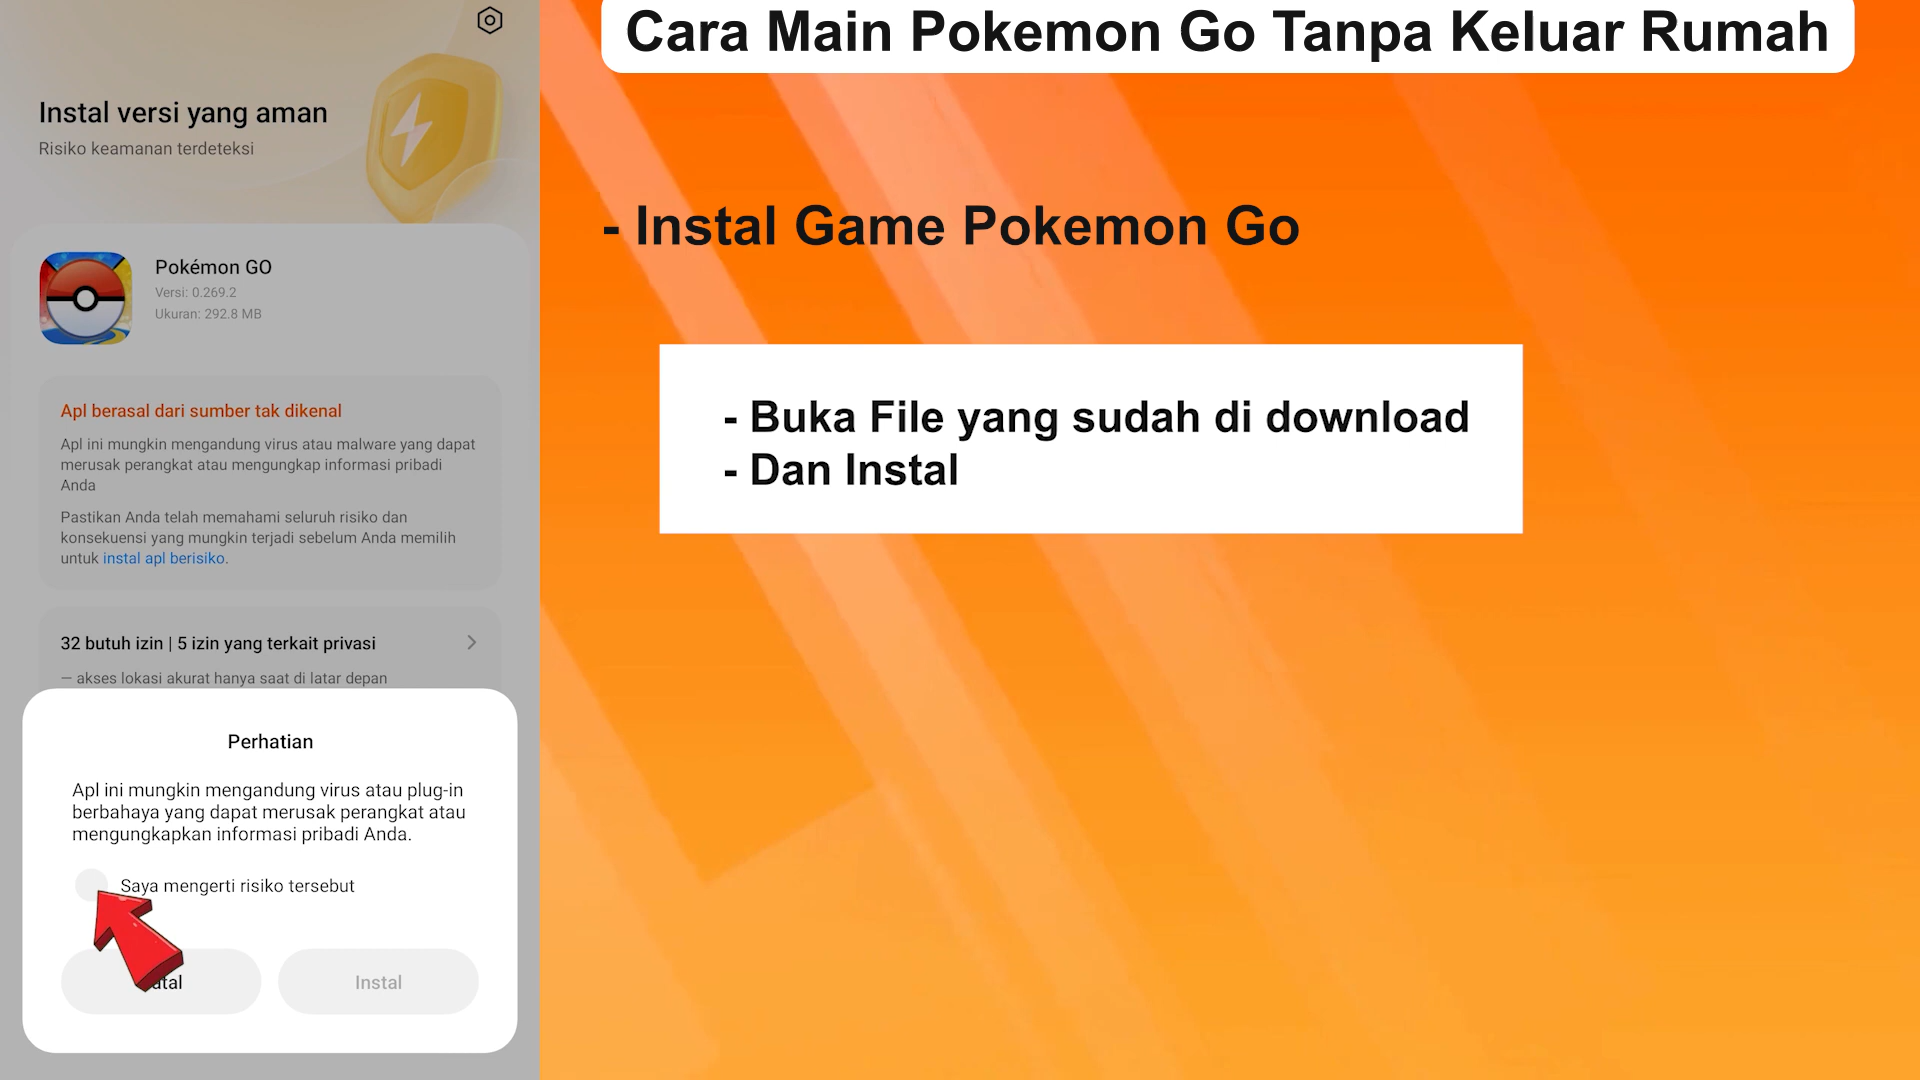 Cara Main Pokemon Go Tanpa Keluar Rumah
- Instal Game Pokemon Go
- Buka File yang sudah di download
- Dan Instal
Instal versi yang aman
Risiko keamanan terdeteksi
Pokémon GO
Versi: 0.269.2
Ukuran: 292.8 MB
Apl berasal dari sumber tak dikenal
Apl ini mungkin mengandung virus atau malware yang dapat
merusak perangkat atau mengungkap informasi pribadi
Anda
Pastikan Anda telah memahami seluruh risiko dan
konsekuensi yang mungkin terjadi sebelum Anda memilih
untuk instal apl berisiko.
32 butuh izin | 5 izin yang terkait privasi
— akses lokasi akurat hanya saat di latar depan
Perhatian
Apl ini mungkin mengandung virus atau plug-in
berbahaya yang dapat merusak perangkat atau
mengungkapkan informasi pribadi Anda.
Saya mengerti risiko tersebut
Instal